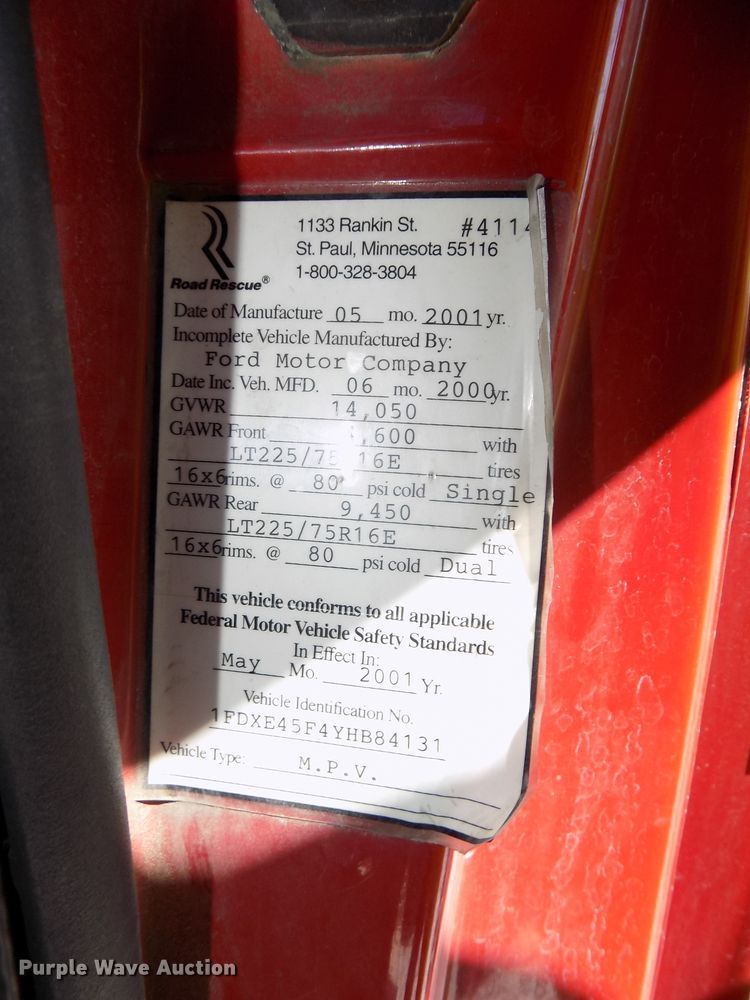 1133 Rankin St. #4114
St. Paul, Minnesota 55116
1-800-328-3804
Road Rescue®
Date of Manufacture 05 mo. 2001 yr.
Incomplete Vehicle Manufactured By:
Ford Motor Company
Date Inc. Veh. MFD. 06 mo. 2000 yr.
GVWR 14,050
GAWR Front ,600 with
LT225/75 16E tires
16x6 rims. @ 80 psi cold Single
GAWR Rear 9,450 with
LT225/75R16E tires
16x6 rims. @ 80 psi cold Dual
This vehicle conforms to all applicable
Federal Motor Vehicle Safety Standards
In Effect In:
May Mo. 2001 Yr.
Vehicle Identification No.
1FDXE45F4YHB84131
Vehicle Type: M.P.V.
Purple Wave Auction